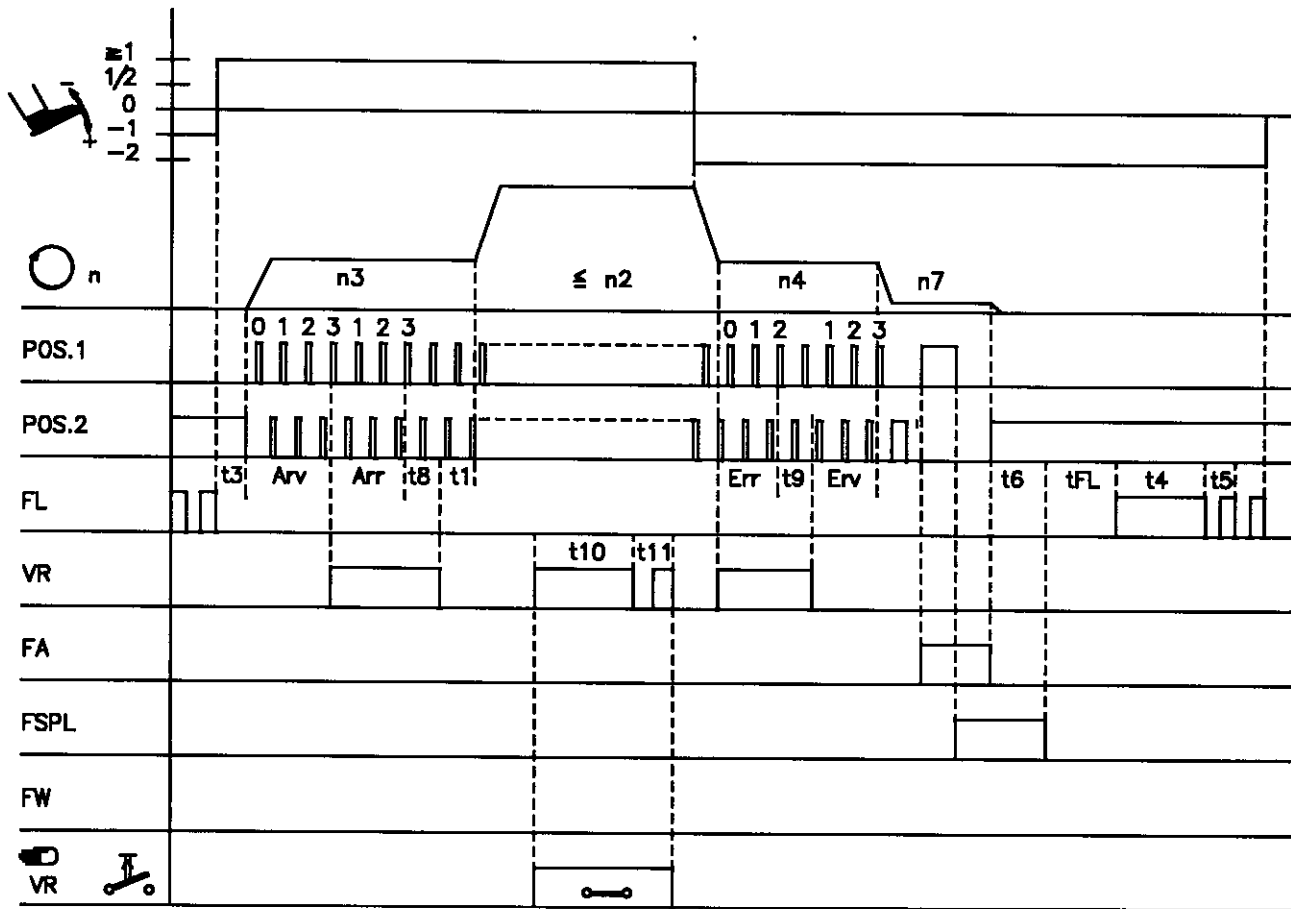 ≧1
1/2
0
-1
-2
-
+
n
n3
≦ n2
n4
n7
0 1 2 3 1 2 3
0 1 2 1 2 3
POS.1
POS.2
t3 Arv Arr t8 t1 Err t9 Erv t6 tFL t4 t5
FL
t10 t11
VR
FA
FSPL
FW
VR